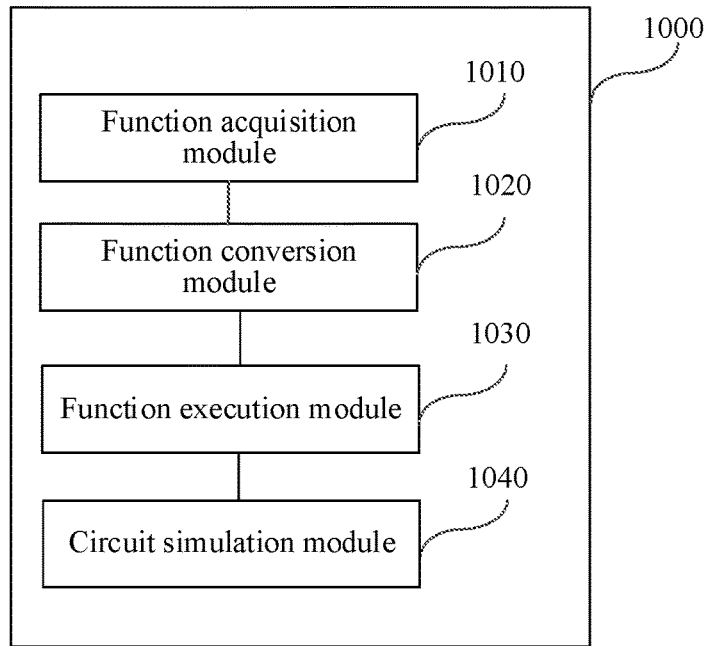 1000
1010
Function acquisition
module
1020
Function conversion
module
1030
Function execution module
1040
Circuit simulation module